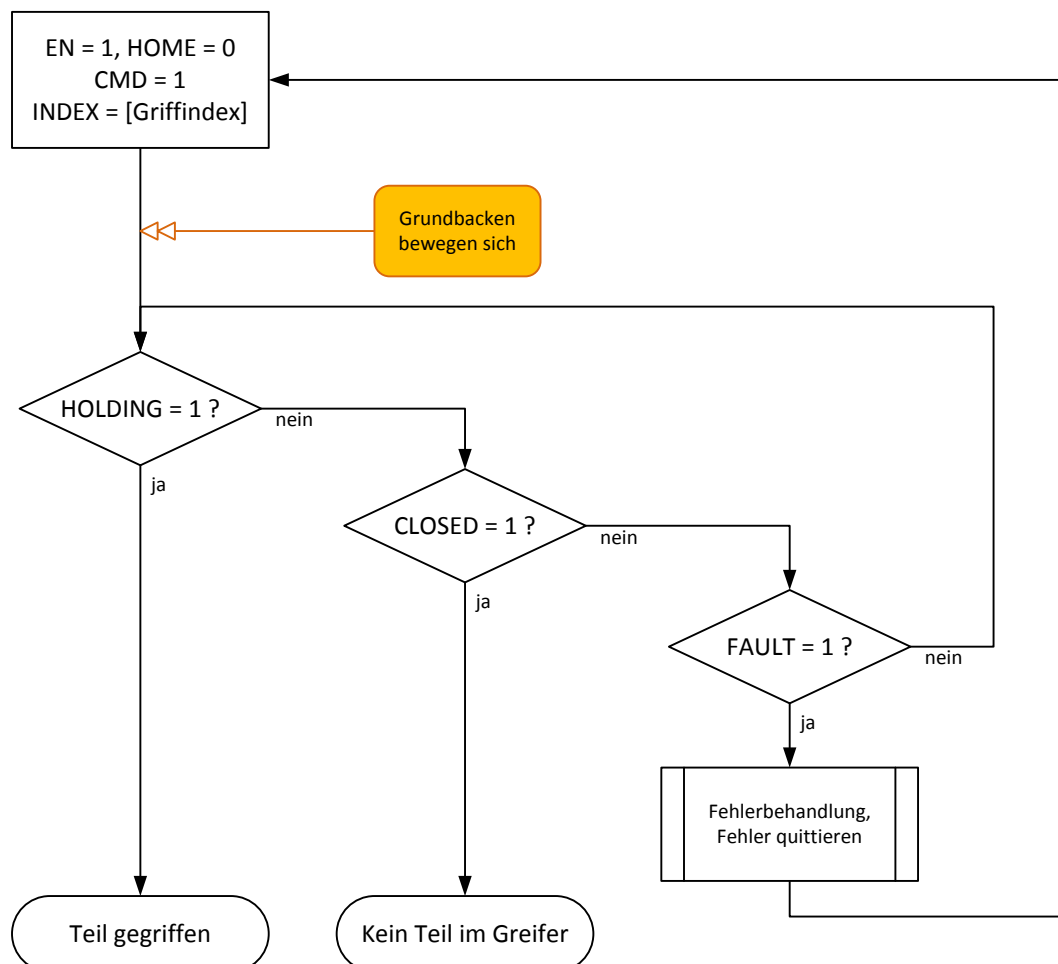 EN = 1, HOME = 0
CMD = 1
INDEX = [Griffindex]
Grundbacken
bewegen sich
HOLDING = 1 ?
nein
ja
CLOSED = 1 ?
nein
ja
FAULT = 1 ?
nein
ja
Fehlerbehandlung,
Fehler quittieren
Teil gegriffen
Kein Teil im Greifer